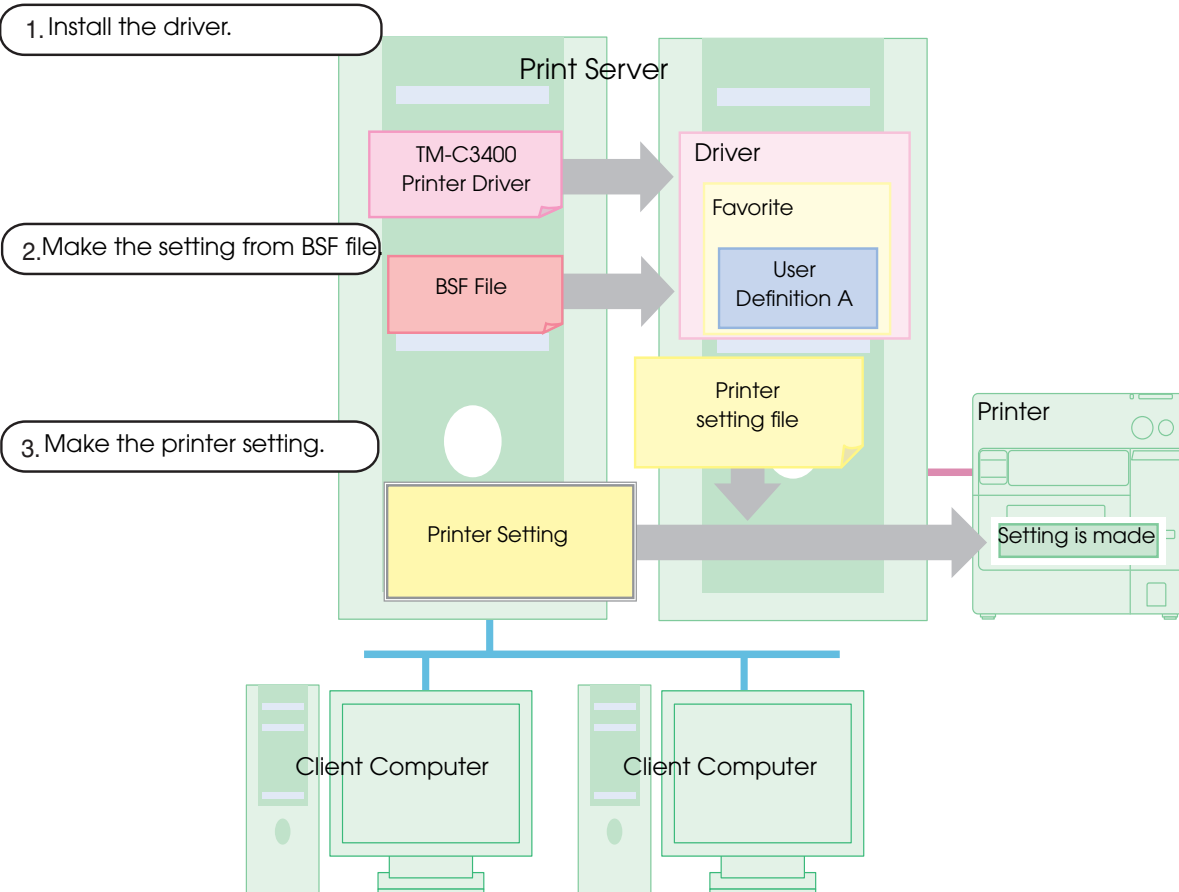 1. Install the driver.
Print Server
TM-C3400
Printer Driver
Driver
Favorite
User
Definition A
2. Make the setting from BSF file.
BSF File
Printer
setting file
3. Make the printer setting.
Printer Setting
Printer
Setting is made
Client Computer
Client Computer